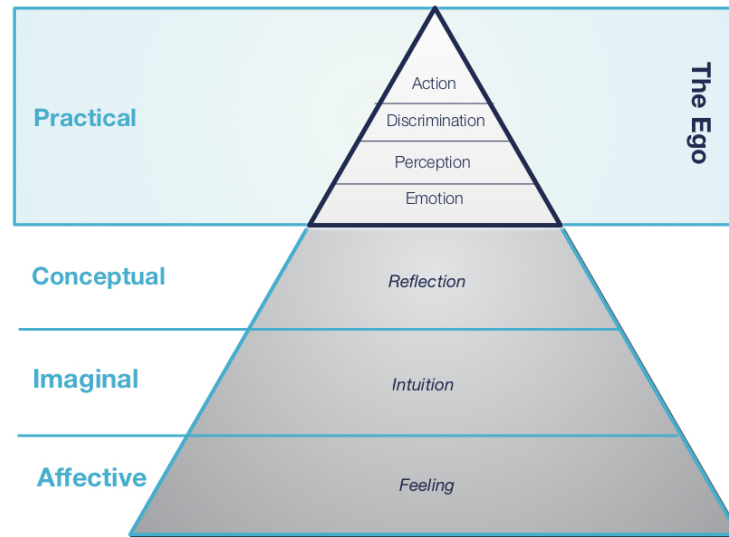 Practical
Action
Discrimination
Perception
Emotion
The Ego
Conceptual
Reflection
Imaginal
Intuition
Affective
Feeling